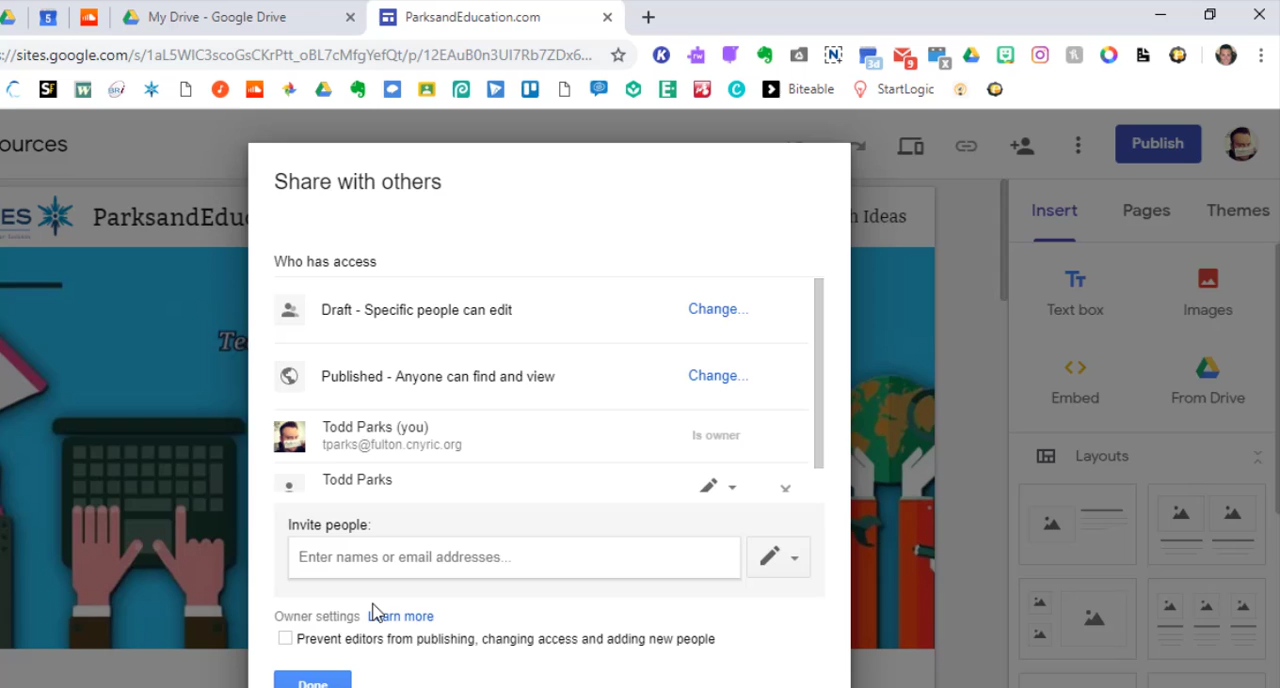 5
My Drive - Google Drive
ParksandEducation.com
://sites.google.com/s/1aL5WIC3scoGsCKrPtt_oBL7cMfgYefQt/p/12EAuB0n3UI7Rb7ZDx6...
3d
9
X
Biteable
StartLogic
ources
Publish
Share with others
ES
ParksandEdu
h Ideas
Insert
Pages
Themes
Who has access
Draft - Specific people can edit
Change...
Text box
Images
Te
Published - Anyone can find and view
Change...
Embed
From Drive
Todd Parks (you)
tparks@fulton.cnyric.org
Is owner
Layouts
Todd Parks
Invite people:
Enter names or email addresses...
Owner settings
Learn more
Prevent editors from publishing, changing access and adding new people
Done